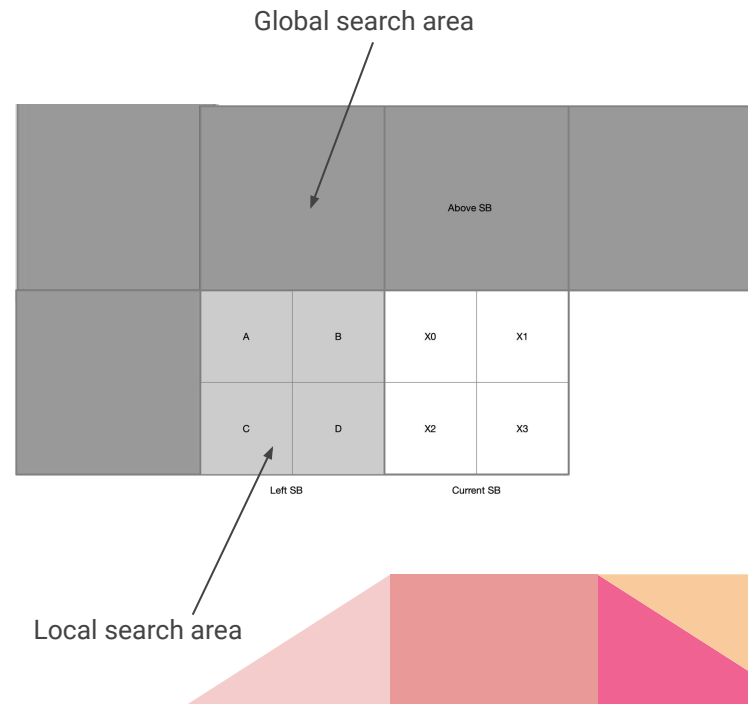 Global search area
Above SB
A
B
X0
X1
C
D
X2
X3
Left SB
Current SB
Local search area